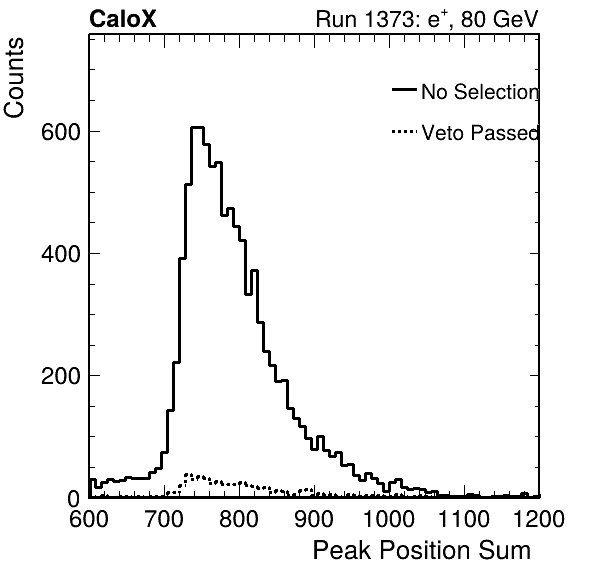 CaloX Run 1373: e+, 80 GeV
Counts
No Selection
Veto Passed
600
400
200
0
600 700 800 900 1000 1100 1200
Peak Position Sum